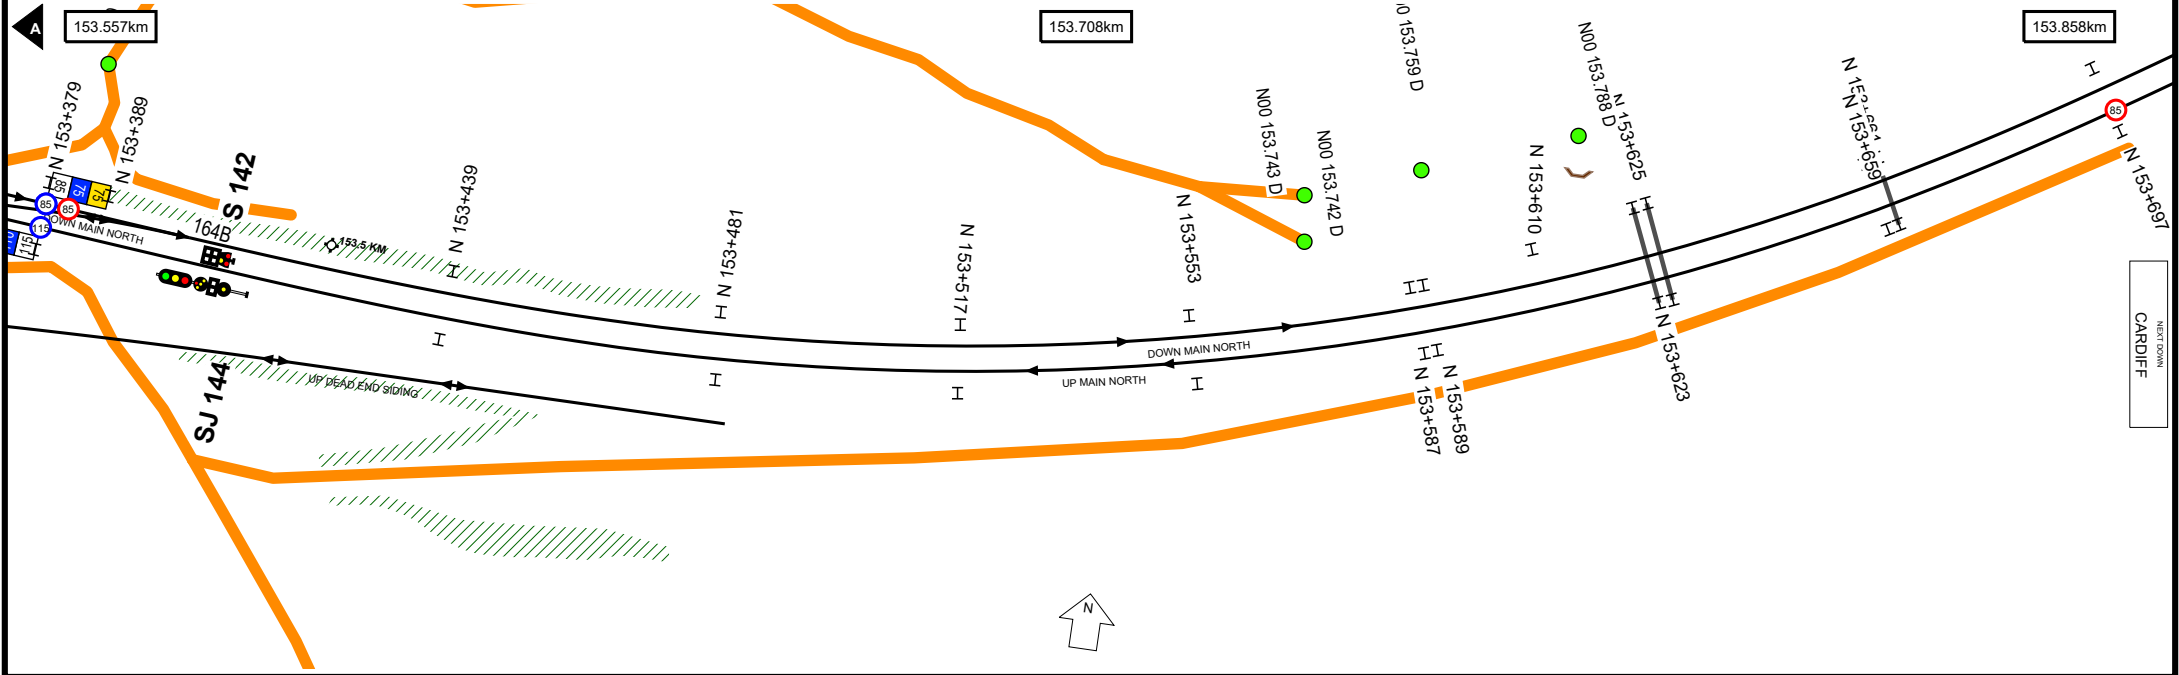 A
153.557km
153.708km
153.858km
N 153+379
N 153+389
85
75
75
85
85
115
115
DOWN MAIN NORTH
S 142
164B
153.5 KM
N 153+439
N 153+481
N 153+517
N 153+553
N00 153.743 D
N00 153.742 D
153.759 D
N 153+610
N00 153.788 D
N 153+625
N 153+659
85
N 153+697
DOWN MAIN NORTH
UP MAIN NORTH
UP DEAD END SIDING
SJ 144
N 153+587
N 153+589
N 153+623
NEXT DOWN
CARDIFF
N